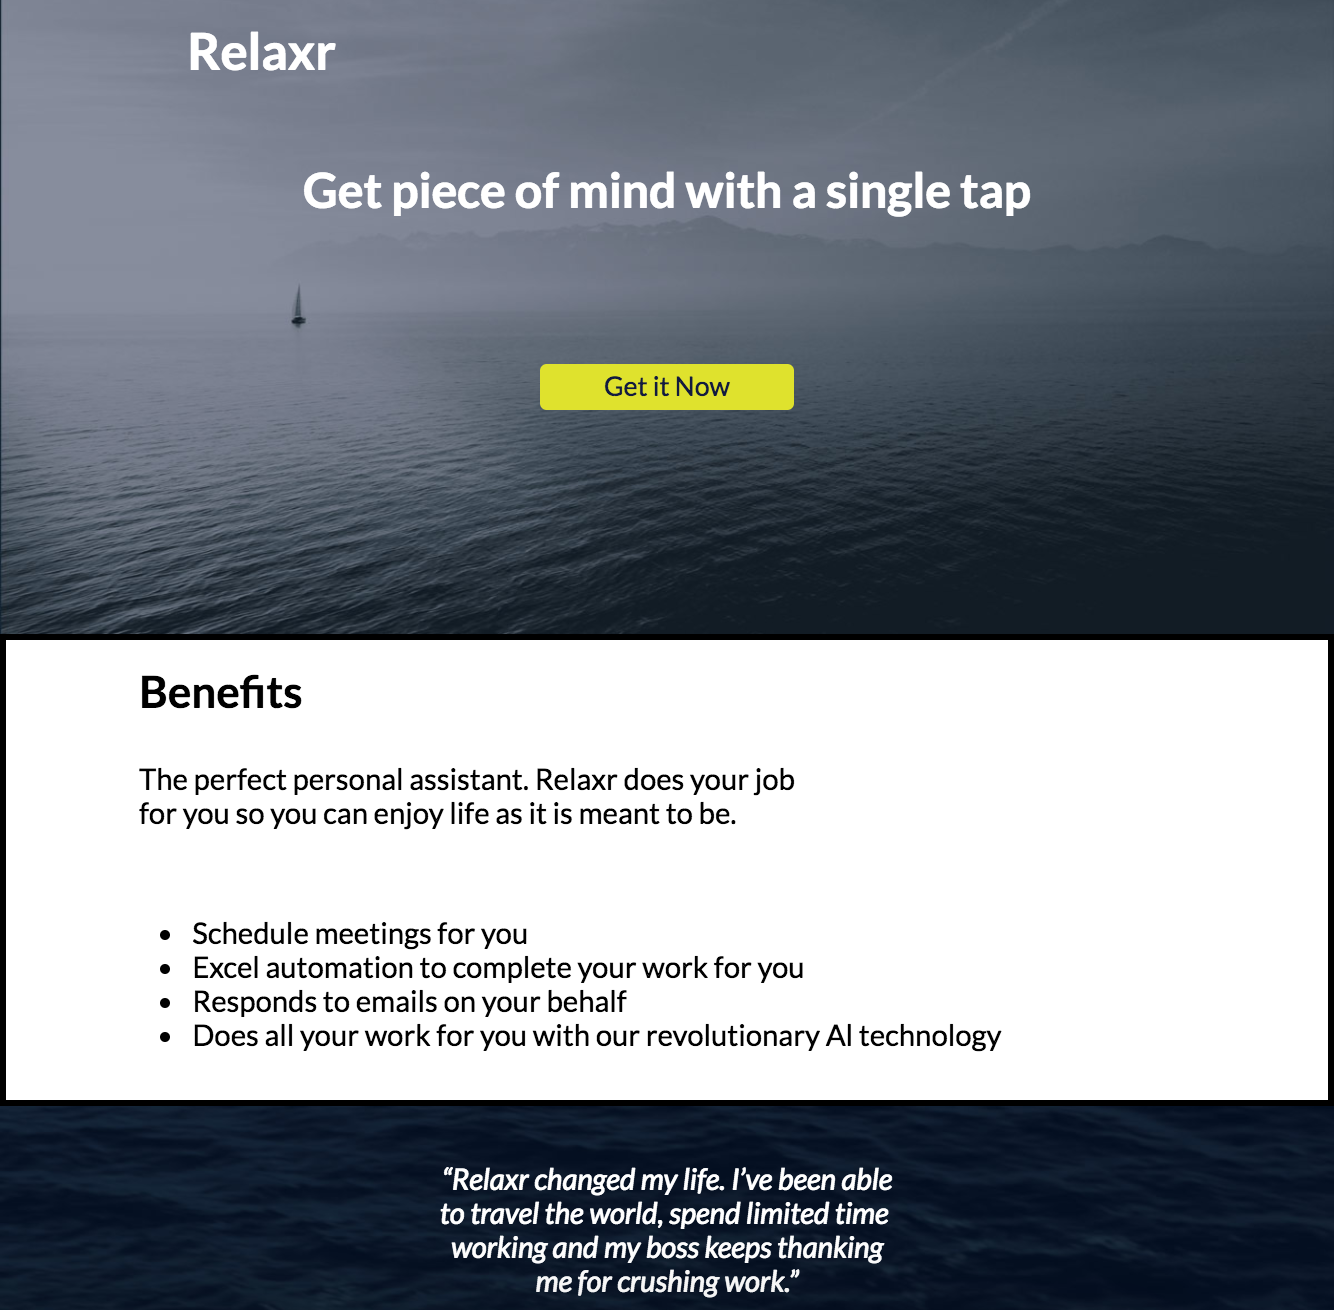 Relaxr
Get piece of mind with a single tap
Get it Now
Benefits
The perfect personal assistant. Relaxr does your job
for you so you can enjoy life as it is meant to be.
• Schedule meetings for you
• Excel automation to complete your work for you
• Responds to emails on your behalf
• Does all your work for you with our revolutionary AI technology
“Relaxr changed my life. I’ve been able
to travel the world, spend limited time
working and my boss keeps thanking
me for crushing work.”